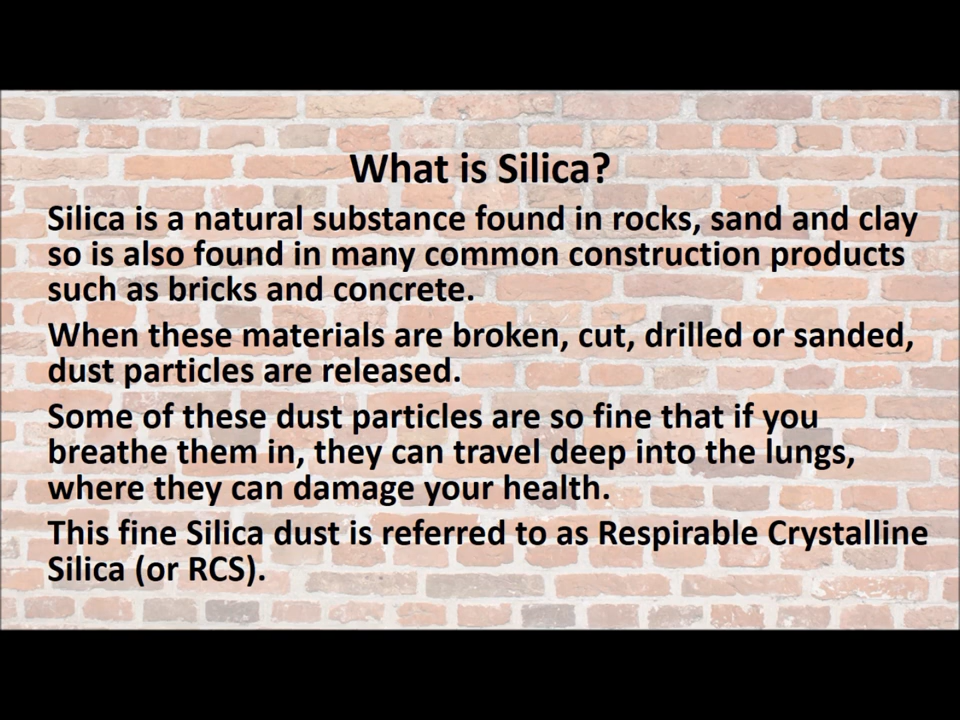 What is Silica?
Silica is a natural substance found in rocks, sand and clay
so is also found in many common construction products
such as bricks and concrete.
When these materials are broken, cut, drilled or sanded,
dust particles are released.
Some of these dust particles are so fine that if you
breathe them in, they can travel deep into the lungs,
where they can damage your health.
This fine Silica dust is referred to as Respirable Crystalline
Silica (or RCS).